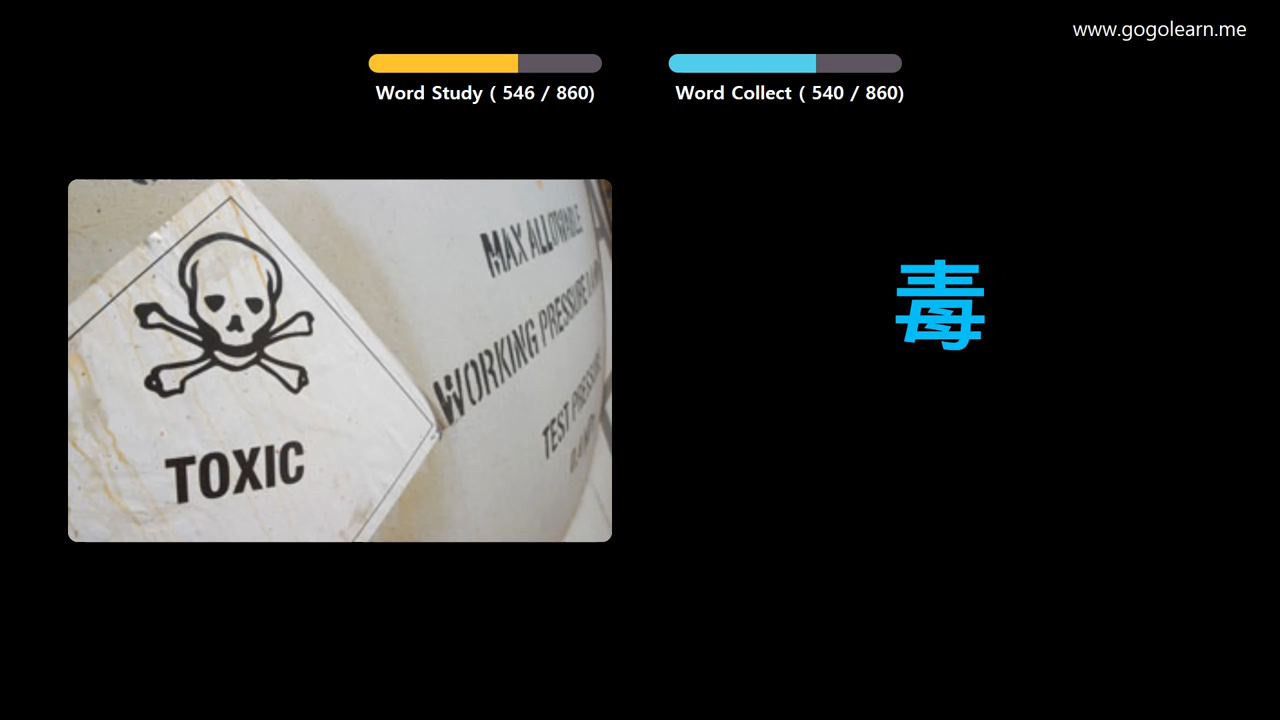 www.gogolearn.me
Word Study ( 546 / 860)
Word Collect ( 540 / 860)
MAX ALLOWABLE
WORKING PRESSURE
TEST PRESSURE
TOXIC
毒